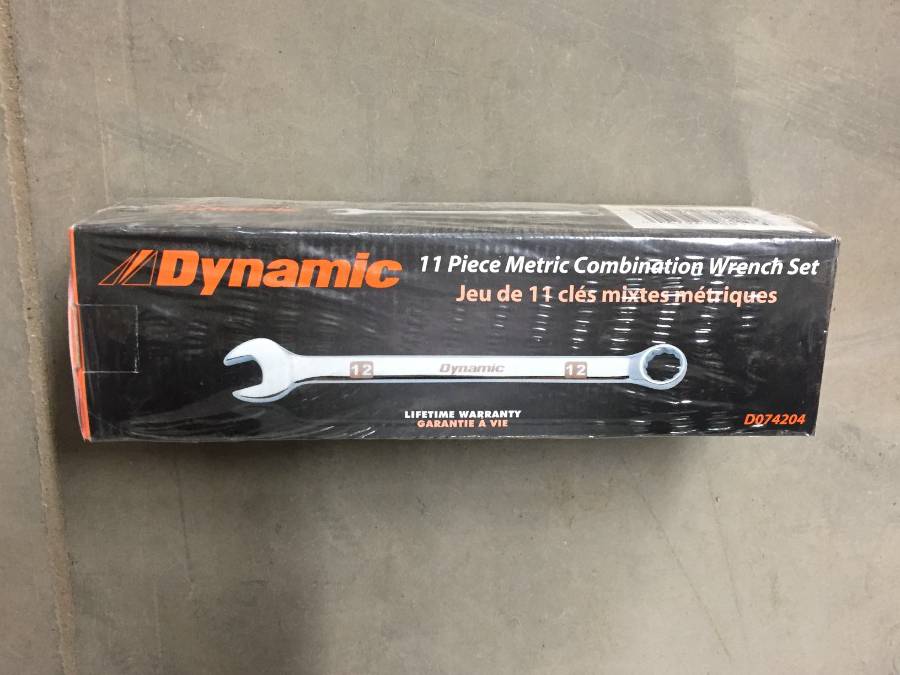 Dynamic
11 Piece Metric Combination Wrench Set
Jeu de 11 clés mixtes métriques
12 Dynamic 12
LIFETIME WARRANTY
GARANTIE A VIE
D074204